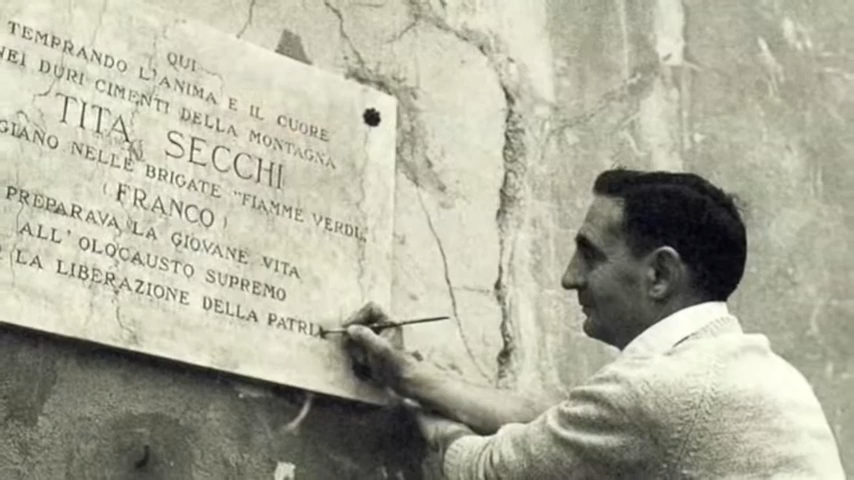 QUI
TEMPRANDO L'ANIMA E IL CUORE
NEI DURI CIMENTI DELLA MONTAGNA
TITA SECCHI
GIANO NELLE BRIGATE "FIAMME VERDI"
(FRANCO)
PREPARAVA LA GIOVANE VITA
ALL'OLOCAUSTO SUPREMO
LA LIBERAZIONE DELLA PATRIA